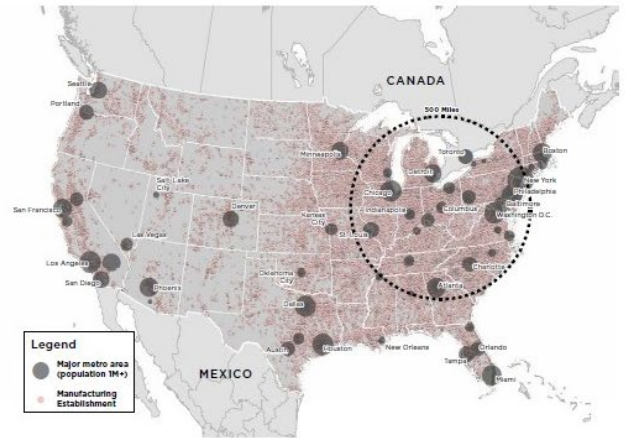 CANADA
500 Miles
Seattle
Portland
Minneapolis
Toronto
Boston
Detroit
New York
Chicago
Philadelphia
Salt Lake
City
Baltimore
Indianapolis
Columbus
San Francisco
Denver
Kansas
City
Washington D.C.
St. Louis
Las Vegas
Los Angeles
Oklahoma
City
Charlotte
San Diego
Phoenix
Atlanta
Dallas
Austin
Houston
New Orleans
Orlando
Tampa
Miami
MEXICO
Legend
Major metro area
(population 1M+)
Manufacturing
Establishment